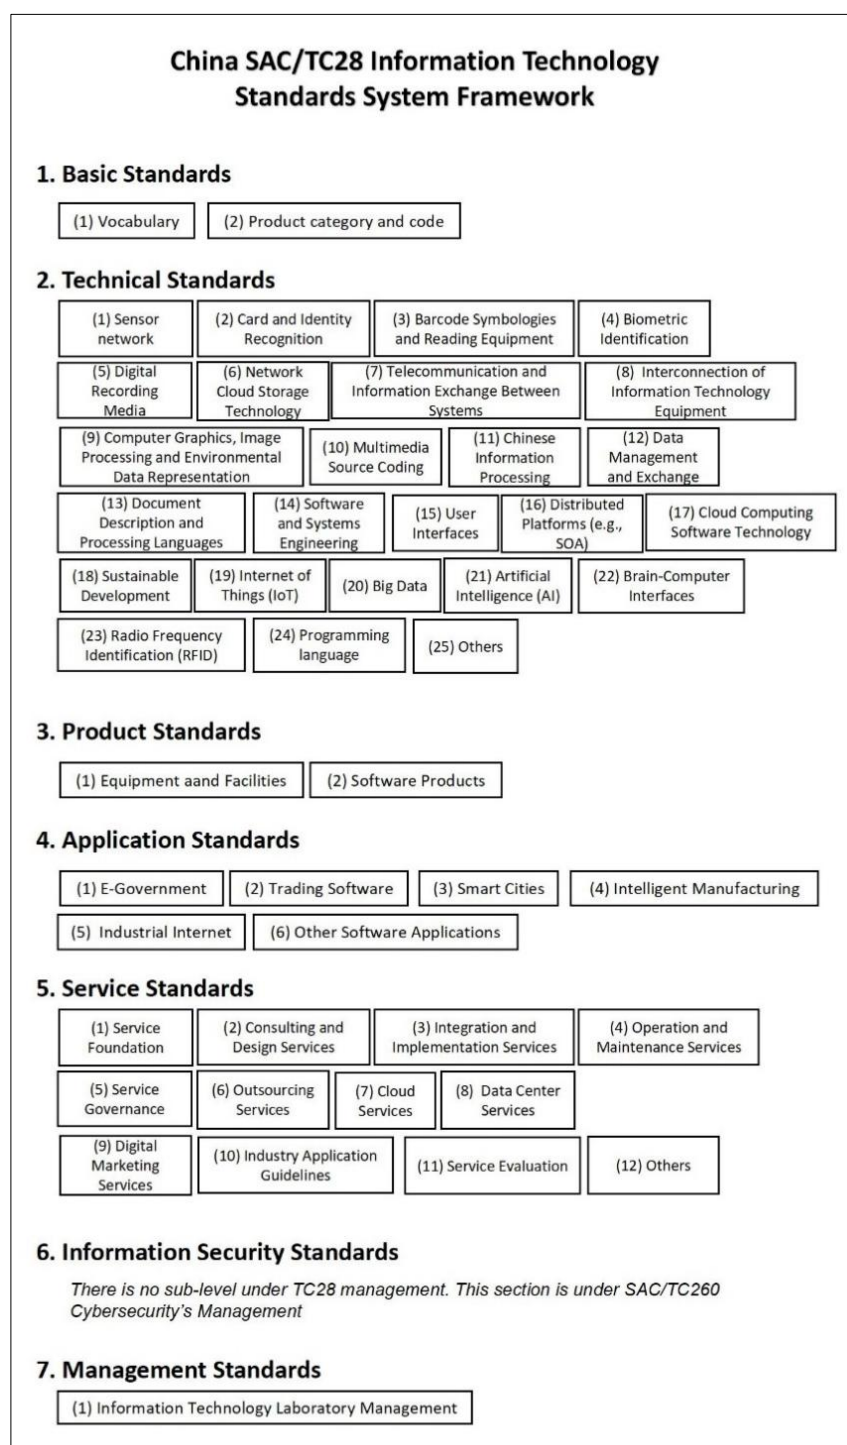 China SAC/TC28 Information Technology
Standards System Framework
1. Basic Standards
(1) Vocabulary
(2) Product category and code
2. Technical Standards
(1) Sensor
network
(2) Card and Identity
Recognition
(3) Barcode Symbologies
and Reading Equipment
(4) Biometric
Identification
(5) Digital
Recording
Media
(6) Network
Cloud Storage
Technology
(7) Telecommunication and
Information Exchange Between
Systems
(8) Interconnection of
Information Technology
Equipment
(9) Computer Graphics, Image
Processing and Environmental
Data Representation
(10) Multimedia
Source Coding
(11) Chinese
Information
Processing
(12) Data
Management
and Exchange
(13) Document
Description and
Processing Languages
(14) Software
and Systems
Engineering
(15) User
Interfaces
(16) Distributed
Platforms (e.g.,
SOA)
(17) Cloud Computing
Software Technology
(18) Sustainable
Development
(19) Internet of
Things (IoT)
(20) Big Data
(21) Artificial
Intelligence (AI)
(22) Brain-Computer
Interfaces
(23) Radio Frequency
Identification (RFID)
(24) Programming
language
(25) Others
3. Product Standards
(1) Equipment aand Facilities
(2) Software Products
4. Application Standards
(1) E-Government
(2) Trading Software
(3) Smart Cities
(4) Intelligent Manufacturing
(5) Industrial Internet
(6) Other Software Applications
5. Service Standards
(1) Service
Foundation
(2) Consulting and
Design Services
(3) Integration and
Implementation Services
(4) Operation and
Maintenance Services
(5) Service
Governance
(6) Outsourcing
Services
(7) Cloud
Services
(8) Data Center
Services
(9) Digital
Marketing
Services
(10) Industry Application
Guidelines
(11) Service Evaluation
(12) Others
6. Information Security Standards
There is no sub-level under TC28 management. This section is under SAC/TC260
Cybersecurity's Management
7. Management Standards
(1) Information Technology Laboratory Management